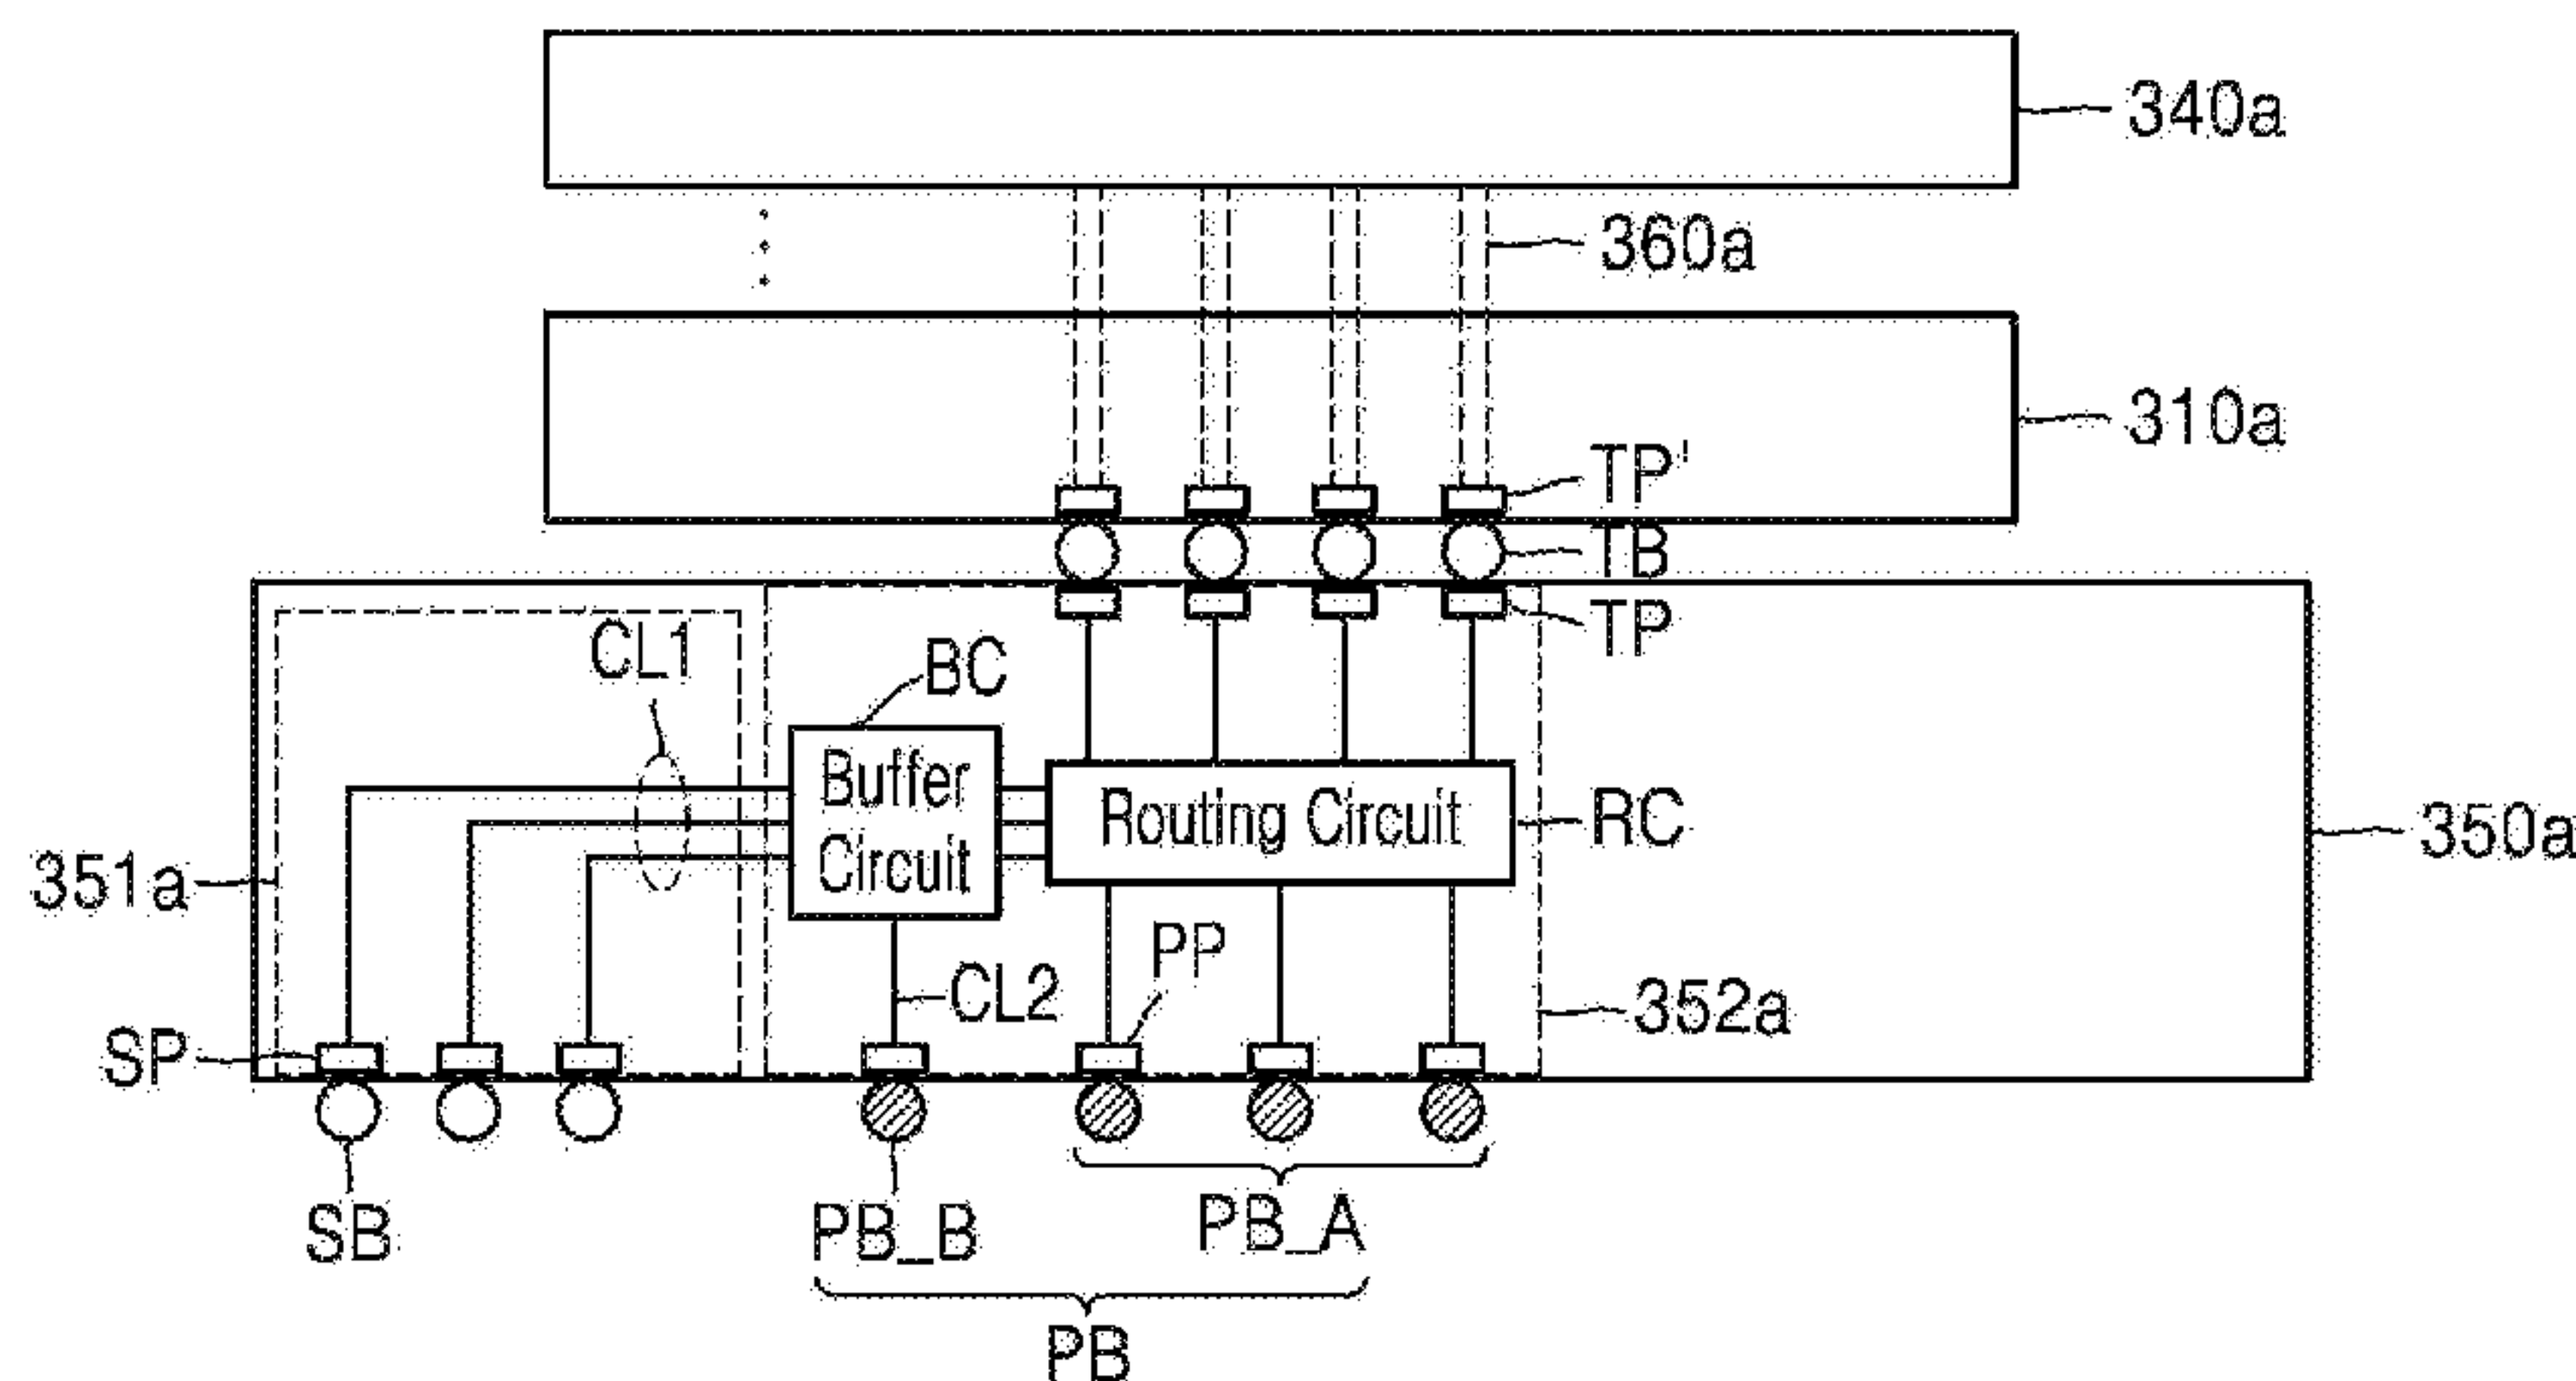 340a
360a
310a
TP'
TB
TP
CL1
BC
Buffer
Circuit
Routing Circuit
RC
350a
351a
PP
CL2
352a
SP
SB
PB_B
PB_A
PB